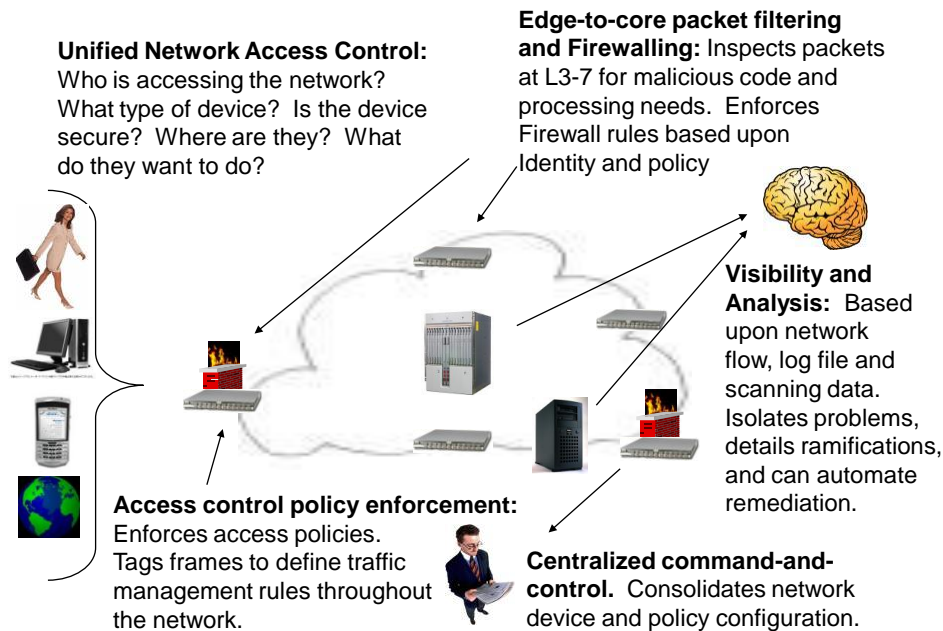 Unified Network Access Control:
Who is accessing the network?
What type of device?  Is the device
secure?  Where are they?  What
do they want to do?
Edge-to-core packet filtering
and Firewalling: Inspects packets
at L3-7 for malicious code and
processing needs.  Enforces
Firewall rules based upon
Identity and policy
Visibility and
Analysis:  Based
upon network
flow, log file and
scanning data.
Isolates problems,
details ramifications,
and can automate
remediation.
Access control policy enforcement:
Enforces access policies.
Tags frames to define traffic
management rules throughout
the network.
Centralized command-and-
control.  Consolidates network
device and policy configuration.